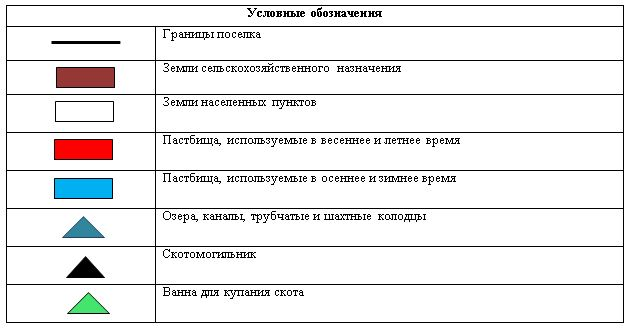 Условные обозначения
Границы поселка
Земли сельскохозяйственного назначения
Земли населенных пунктов
Пастбища, используемые в весеннее и летнее время
Пастбища, используемые в осеннее и зимнее время
Озера, каналы, трубчатые и шахтные колодцы
Скотомогильник
Ванна для купания скота